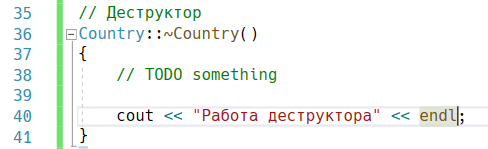 35 // Деструктор
36 Country::~Country()
37 {
38 // TODO something
39
40 cout << "Работа деструктора" << endl;
41 }